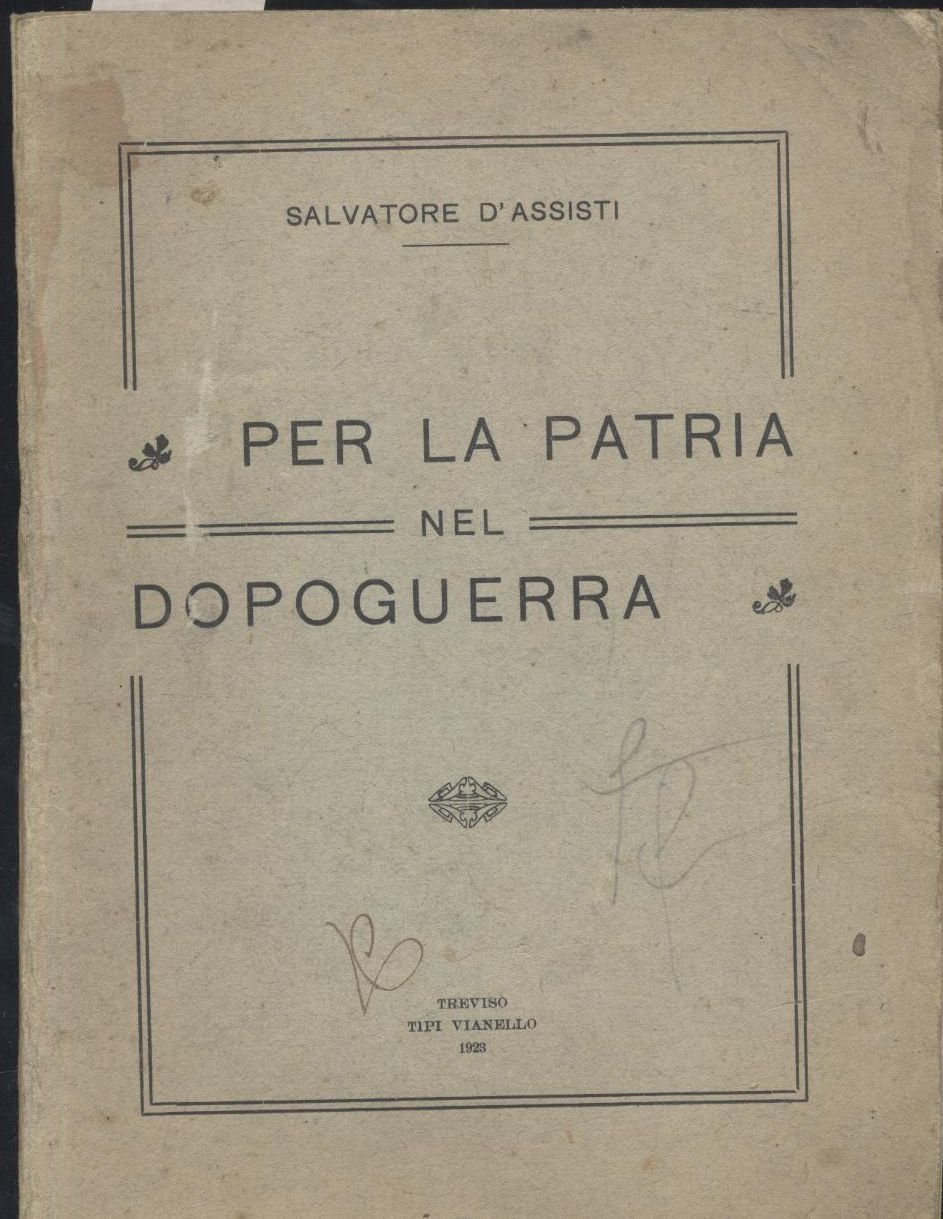 SALVATORE D'ASSISTI
PER LA PATRIA
NEL
DOPOGUERRA
TREVISO
TIPI VIANELLO
1923